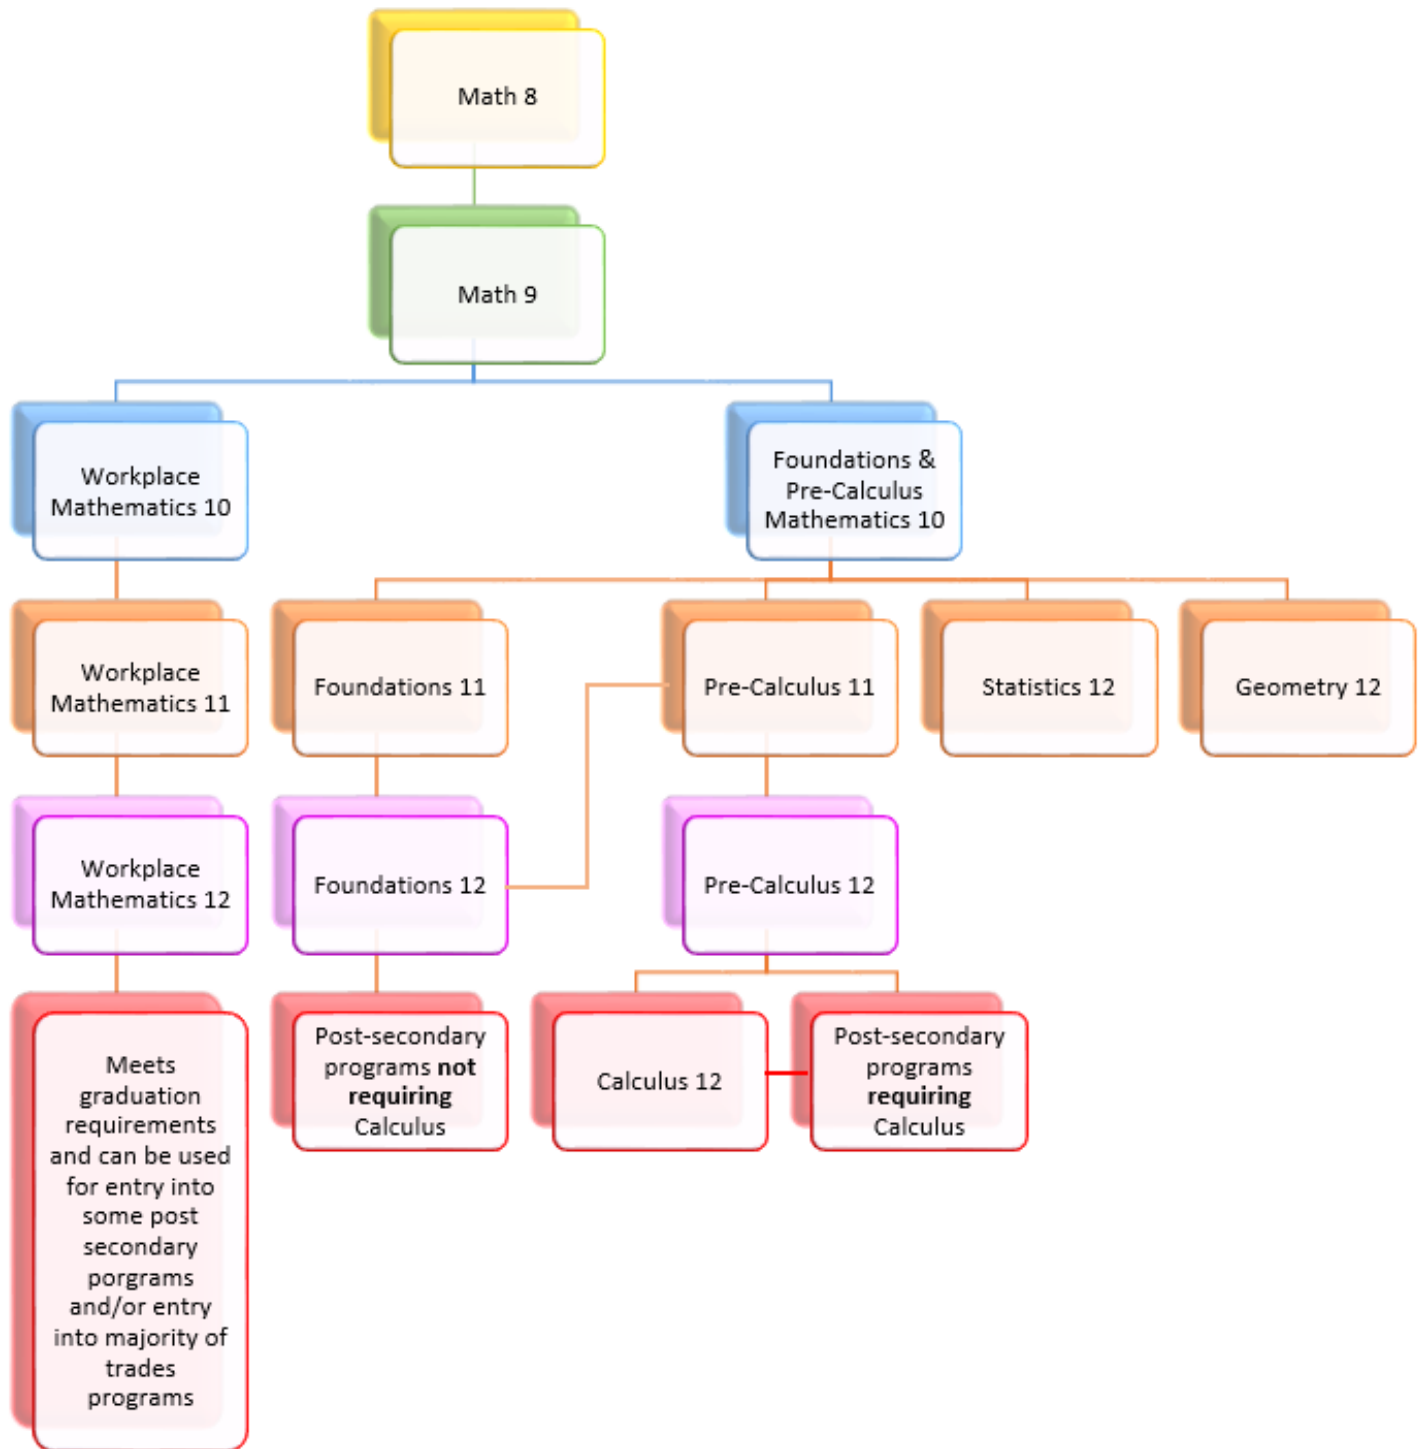 Math 8
Math 9
Workplace
Mathematics 10
Foundations &
Pre-Calculus
Mathematics 10
Workplace
Mathematics 11
Foundations 11
Pre-Calculus 11
Statistics 12
Geometry 12
Workplace
Mathematics 12
Foundations 12
Pre-Calculus 12
Meets
graduation
requirements
and can be used
for entry into
some post
secondary
porgrams
and/or entry
into majority of
trades
programs
Post-secondary
programs not
requiring
Calculus
Calculus 12
Post-secondary
programs
requiring
Calculus